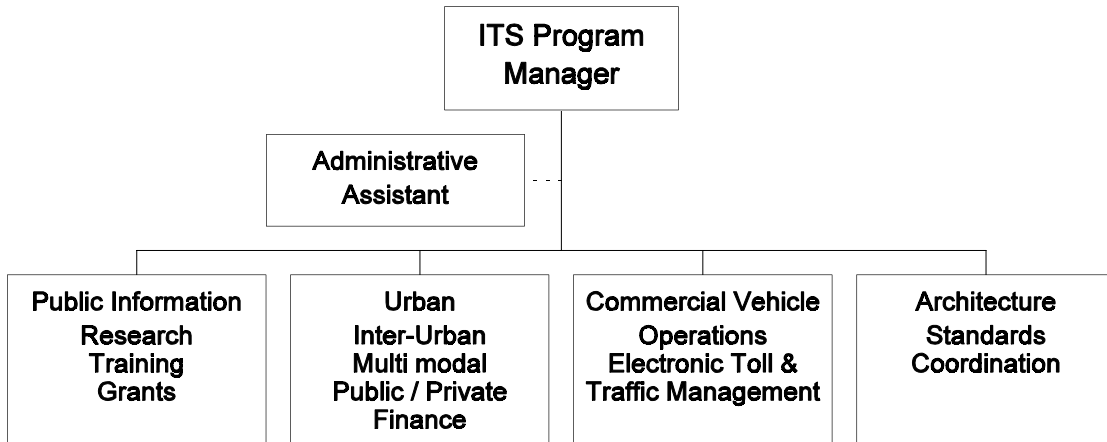 ITS Program
Manager
Administrative
Assistant
Public Information
Research
Training
Grants
Urban
Inter-Urban
Multi modal
Public / Private
Finance
Commercial Vehicle
Operations
Electronic Toll &
Traffic Management
Architecture
Standards
Coordination